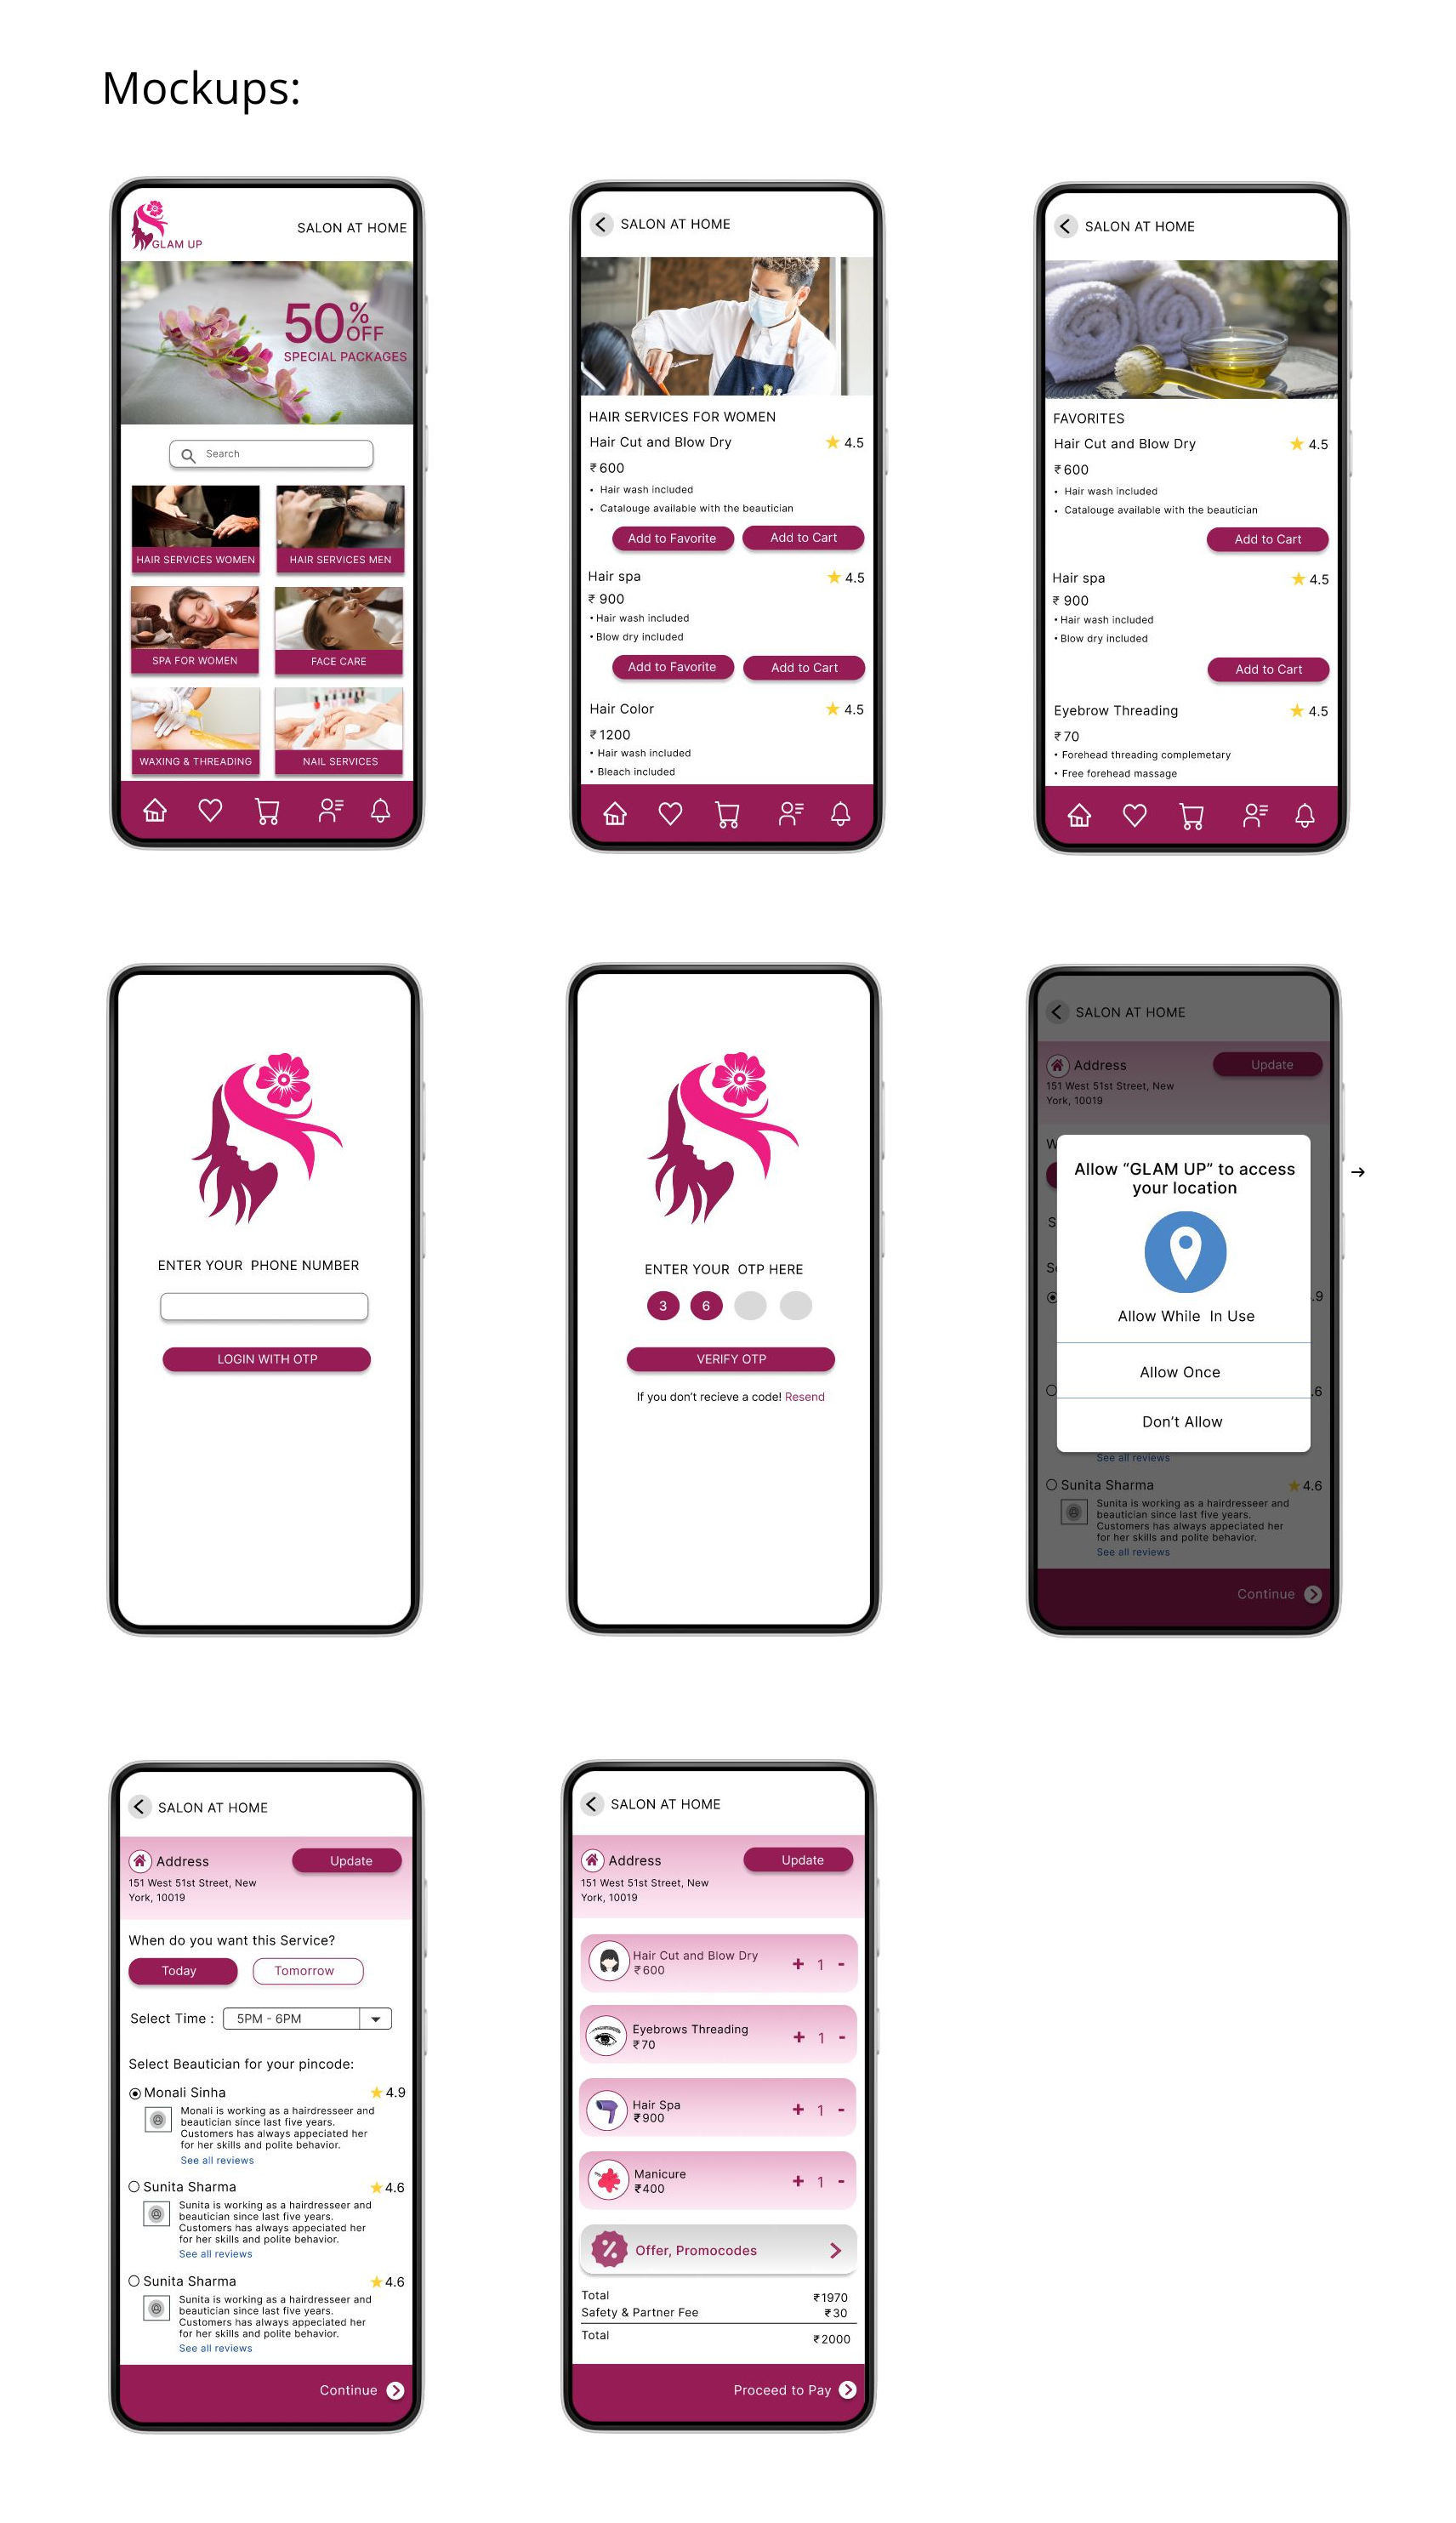 Mockups:
GLAM UP
SALON AT HOME
50% OFF
SPECIAL PACKAGES
Search
HAIR SERVICES WOMEN
HAIR SERVICES MEN
SPA FOR WOMEN
FACE CARE
WAXING & THREADING
NAIL SERVICES
SALON AT HOME
HAIR SERVICES FOR WOMEN
Hair Cut and Blow Dry
4.5
₹600
• Hair wash included
• Catalouge available with the beautician
Add to Favorite
Add to Cart
Hair spa
4.5
₹ 900
• Hair wash included
• Blow dry included
Add to Favorite
Add to Cart
Hair Color
4.5
₹1200
• Hair wash included
• Bleach included
SALON AT HOME
FAVORITES
Hair Cut and Blow Dry
4.5
₹600
• Hair wash included
• Catalouge available with the beautician
Add to Cart
Hair spa
4.5
₹ 900
• Hair wash included
• Blow dry included
Add to Cart
Eyebrow Threading
4.5
₹70
• Forehead threading complemetary
• Free forehead massage
ENTER YOUR PHONE NUMBER
LOGIN WITH OTP
ENTER YOUR OTP HERE
3 6
VERIFY OTP
If you don't recieve a code! Resend
SALON AT HOME
Address
Update
151 West 51st Street, New
York, 10019
W
S
Se
.9
.6
Allow “GLAM UP” to access
your location
Allow While In Use
Allow Once
Don’t Allow
See all reviews
Sunita Sharma
4.6
Sunita is working as a hairdresseer and
beautician since last five years.
Customers has always appeciated her
for her skills and polite behavior.
See all reviews
Continue
SALON AT HOME
Address
Update
151 West 51st Street, New
York, 10019
When do you want this Service?
Today
Tomorrow
Select Time :
5PM - 6PM
Select Beautician for your pincode:
Monali Sinha
4.9
Monali is working as a hairdresseer and
beautician since last five years.
Customers has always appeciated her
for her skills and polite behavior.
See all reviews
Sunita Sharma
4.6
Sunita is working as a hairdresseer and
beautician since last five years.
Customers has always appeciated her
for her skills and polite behavior.
See all reviews
Sunita Sharma
4.6
Sunita is working as a hairdresseer and
beautician since last five years.
Customers has always appeciated her
for her skills and polite behavior.
See all reviews
Continue
SALON AT HOME
Address
Update
151 West 51st Street, New
York, 10019
Hair Cut and Blow Dry
₹600
+ 1 -
Eyebrows Threading
₹70
+ 1 -
Hair Spa
₹900
+ 1 -
Manicure
₹400
+ 1 -
%
Offer, Promocodes
Total ₹1970
Safety & Partner Fee ₹30
Total ₹2000
Proceed to Pay